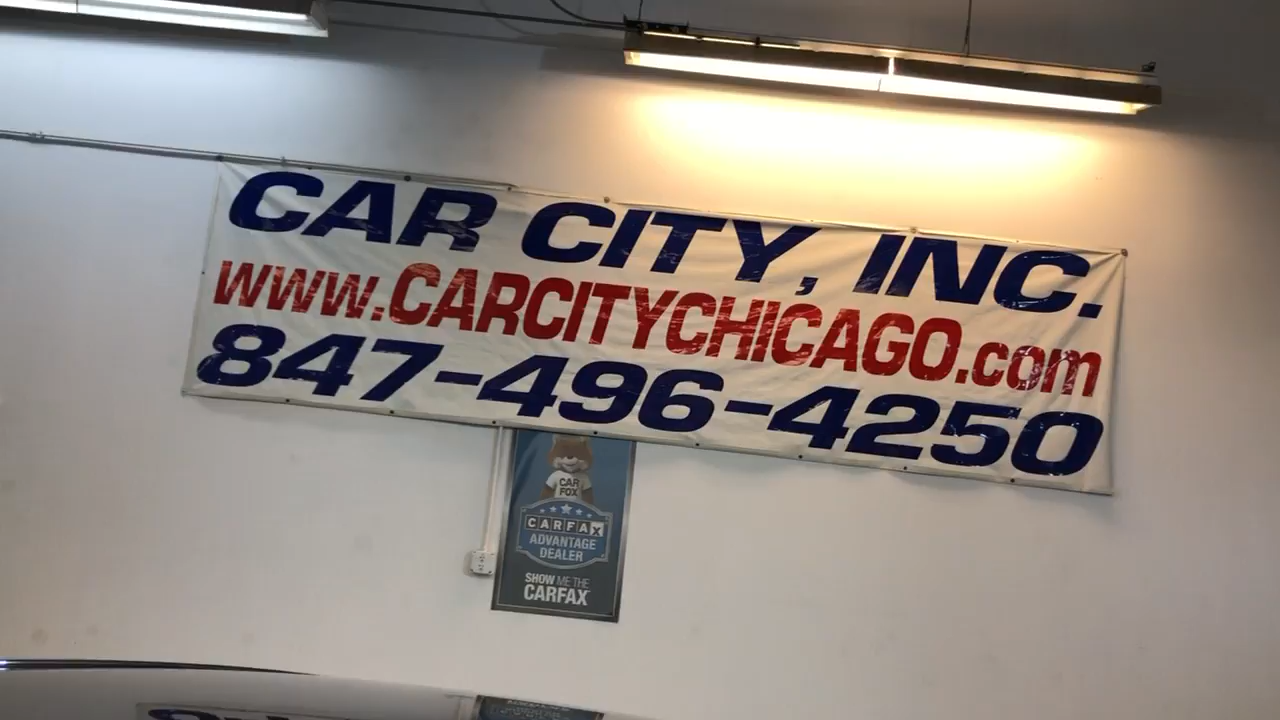 CAR CITY, INC.
www.CARCITYCHICAGO.com
847-496-4250
CAR
FOX
CARFAX
ADVANTAGE
DEALER
SHOW ME THE
CARFAX